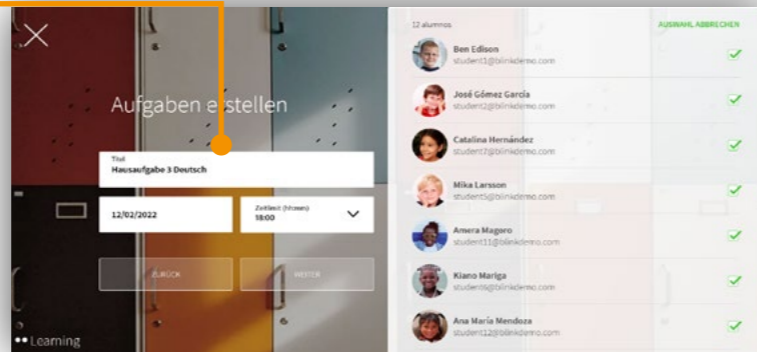 Aufgaben erstellen
Titel
Hausaufgabe 3 Deutsch
12/02/2022
Zeitlimit (hh:mm)
18:00
ZURÜCK
WEITER
Learning
12 alumnos
AUSWAHL ABBRECHEN
Ben Edison
student1@blinkdemo.com
José Gómez García
student2@blinkdemo.com
Catalina Hernández
student7@blinkdemo.com
Mika Larsson
student5@blinkdemo.com
Amera Magoro
student11@blinkdemo.com
Kiano Mariga
student6@blinkdemo.com
Ana María Mendoza
student12@blinkdemo.com